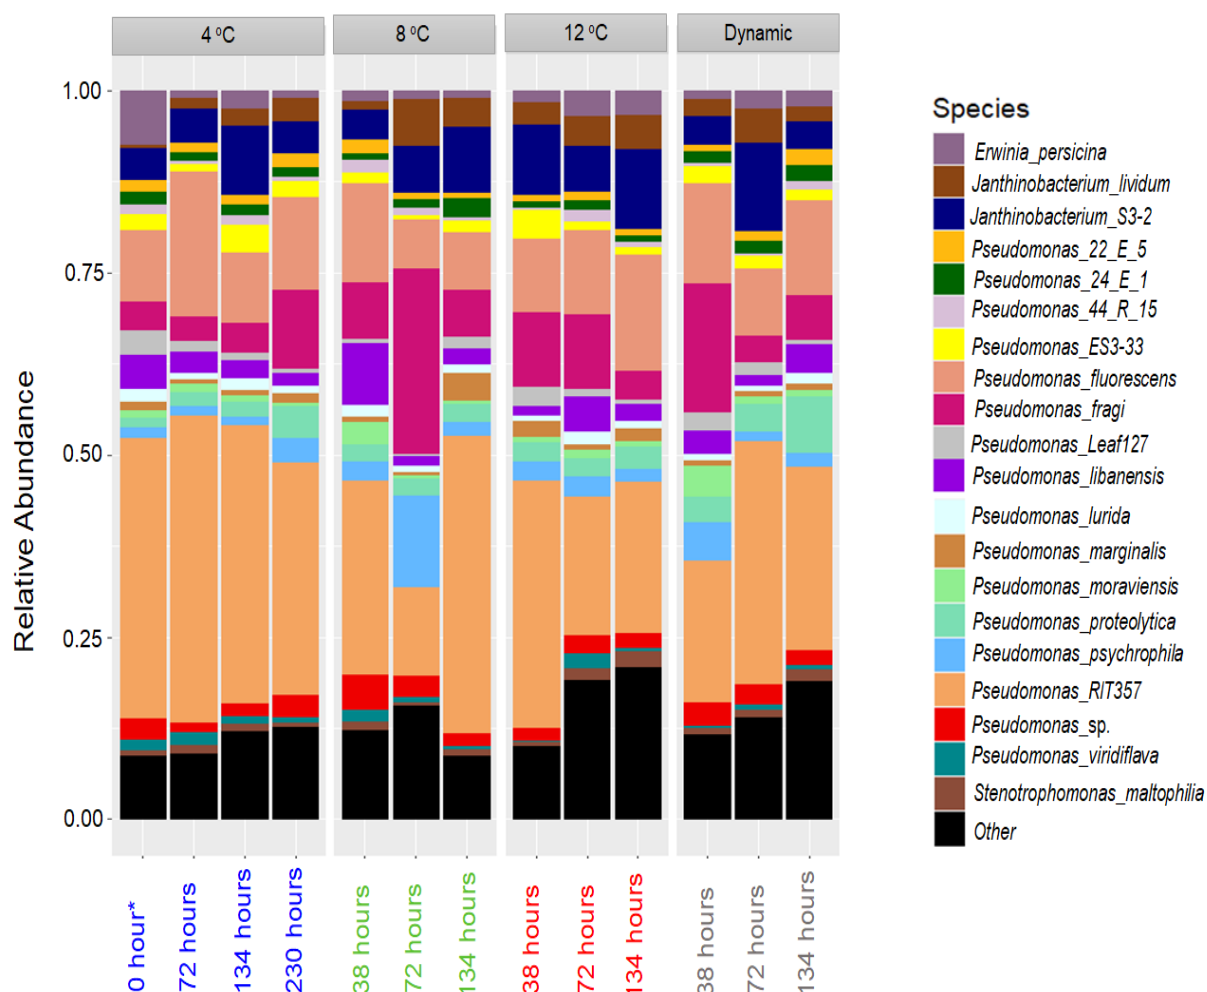 4 ºC
8 ºC
12 ºC
Dynamic
Relative Abundance
1.00
0.75
0.50
0.25
0.00
0 hour*
72 hours
134 hours
230 hours
38 hours
72 hours
134 hours
38 hours
72 hours
134 hours
38 hours
72 hours
134 hours
Species
Erwinia_persicina
Janthinobacterium_lividum
Janthinobacterium_S3-2
Pseudomonas_22_E_5
Pseudomonas_24_E_1
Pseudomonas_44_R_15
Pseudomonas_ES3-33
Pseudomonas_fluorescens
Pseudomonas_fragi
Pseudomonas_Leaf127
Pseudomonas_libanensis
Pseudomonas_lurida
Pseudomonas_marginalis
Pseudomonas_moraviensis
Pseudomonas_proteolytica
Pseudomonas_psychrophila
Pseudomonas_RIT357
Pseudomonas_sp.
Pseudomonas_viridiflava
Stenotrophomonas_maltophilia
Other